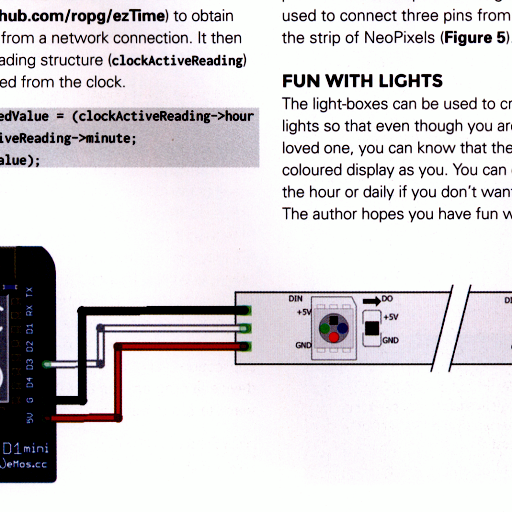 hub.com/ropg/ezTime) to obtain
from a network connection. It then
ading structure (clockActiveReading)
ed from the clock.
edValue = (clockActiveReading->hour
iveReading->minute;
alue);
used to connect three pins from
the strip of NeoPixels (Figure 5)
FUN WITH LIGHTS
The light-boxes can be used to cr
lights so that even though you are
loved one, you can know that the
coloured display as you. You can
the hour or daily if you don't want
The author hopes you have fun w
TX
RX
D1
D2
D3
D4
G
5V
D1 mini
WeMos.cc
DIN
DO
+5V
+5V
GND
GND
DI